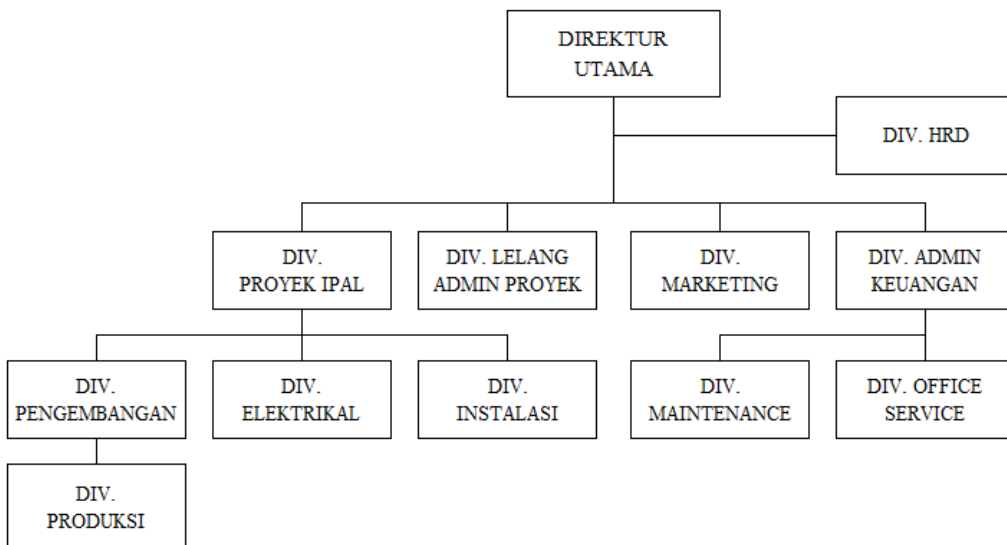 DIREKTUR
UTAMA
DIV. HRD
DIV.
PROYEK IPAL
DIV. LELANG
ADMIN PROYEK
DIV.
MARKETING
DIV. ADMIN
KEUANGAN
DIV.
PENGEMBANGAN
DIV.
ELEKTRIKAL
DIV.
INSTALASI
DIV.
MAINTENANCE
DIV. OFFICE
SERVICE
DIV.
PRODUKSI